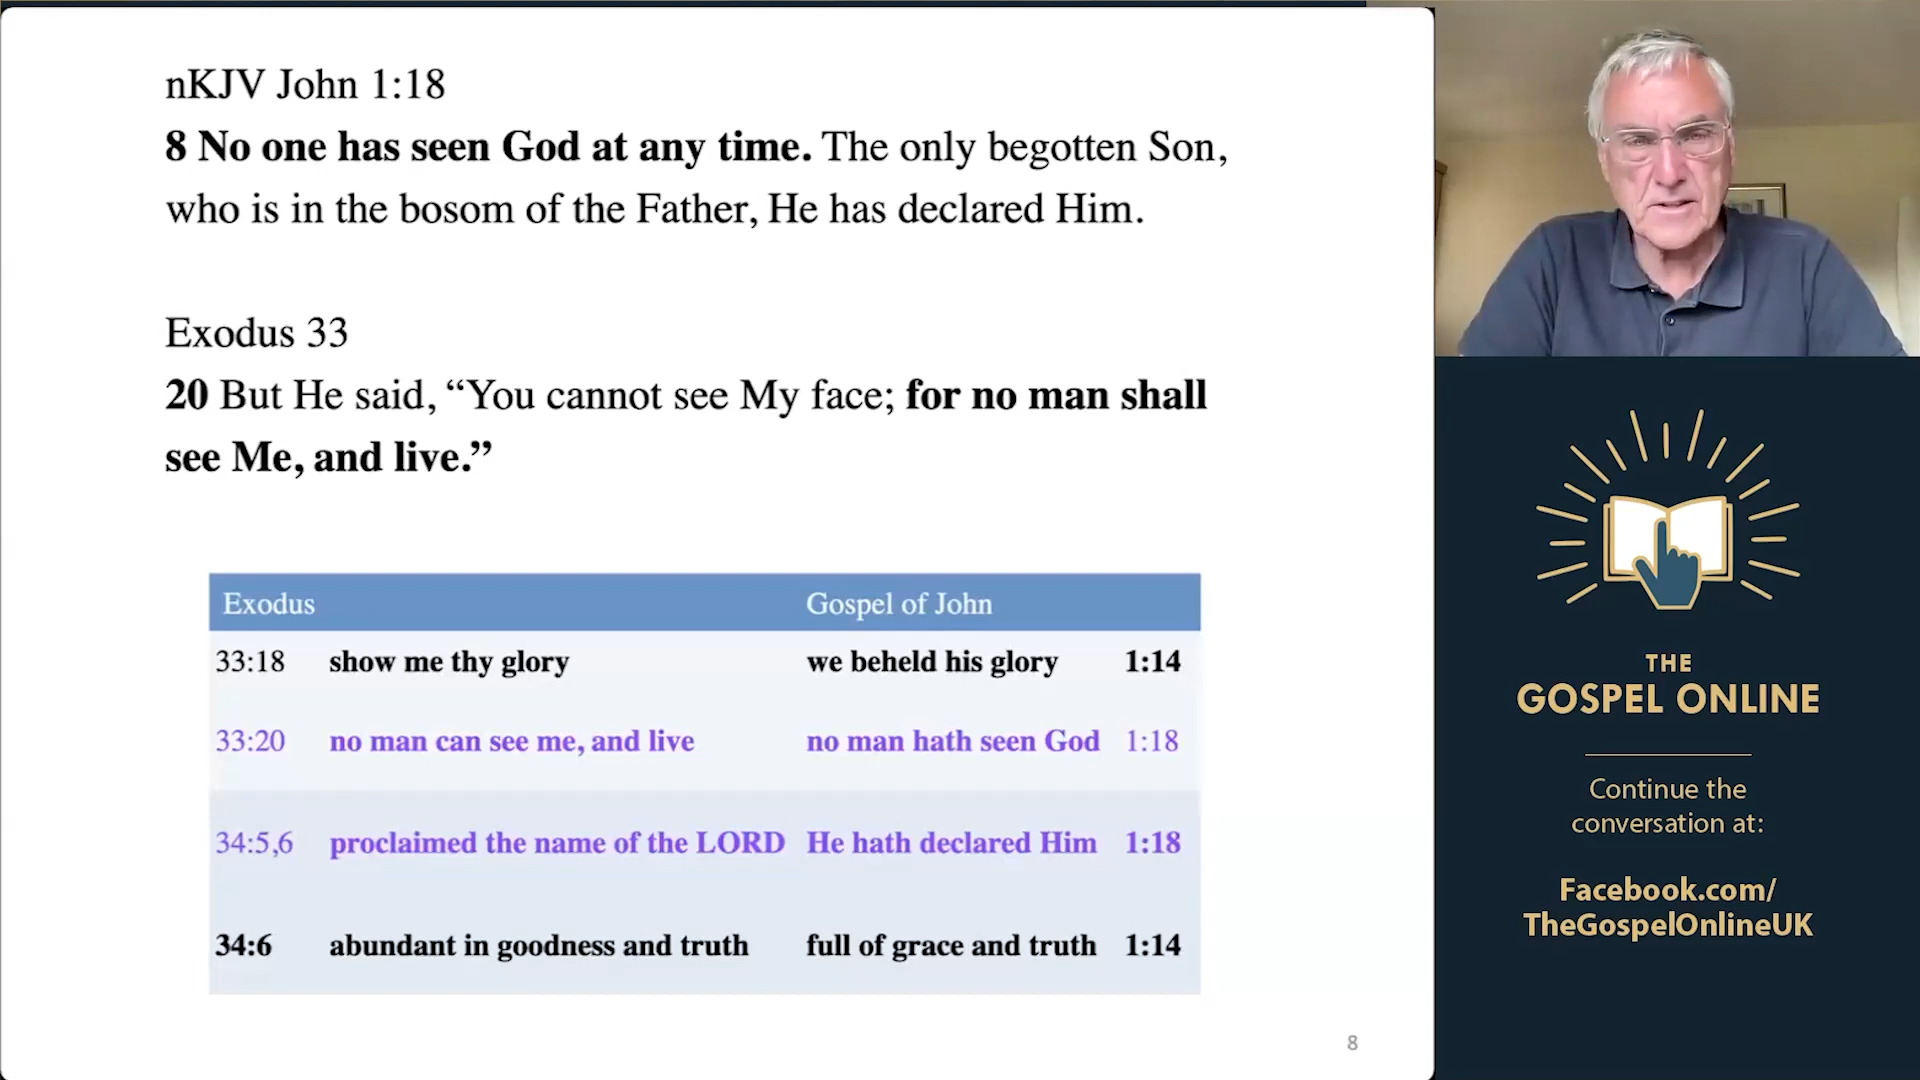 nKJV John 1:18
8 No one has seen God at any time. The only begotten Son,
who is in the bosom of the Father, He has declared Him.
Exodus 33
20 But He said, “You cannot see My face; for no man shall
see Me, and live.”
Exodus Gospel of John
33:18 show me thy glory we beheld his glory 1:14
33:20 no man can see me, and live no man hath seen God 1:18
34:5,6 proclaimed the name of the LORD He hath declared Him 1:18
34:6 abundant in goodness and truth full of grace and truth 1:14
8
THE
GOSPEL ONLINE
Continue the
conversation at:
Facebook.com/
TheGospelOnlineUK